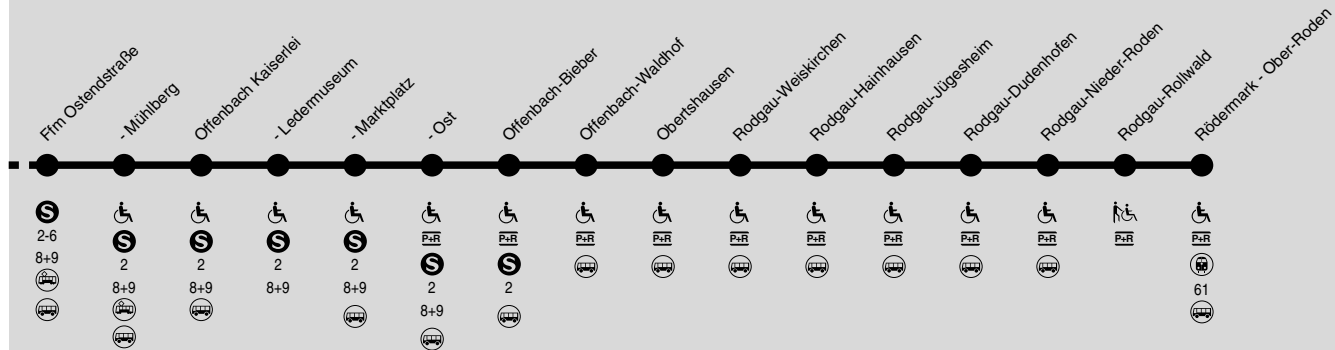 Ffm Ostendstraße
- Mühlberg
Offenbach Kaiserlei
- Ledermuseum
- Marktplatz
- Ost
Offenbach-Bieber
Offenbach-Waldhof
Obertshausen
Rodgau-Weiskirchen
Rodgau-Hainhausen
Rodgau-Jügesheim
Rodgau-Dudenhofen
Rodgau-Nieder-Roden
Rodgau-Rollwald
Rödermark - Ober-Roden
S
2-6
8+9
S
2
8+9
S
2
8+9
S
2
8+9
S
2
8+9
P+R
S
2
8+9
P+R
S
2
P+R
P+R
P+R
P+R
P+R
P+R
P+R
P+R
P+R
61